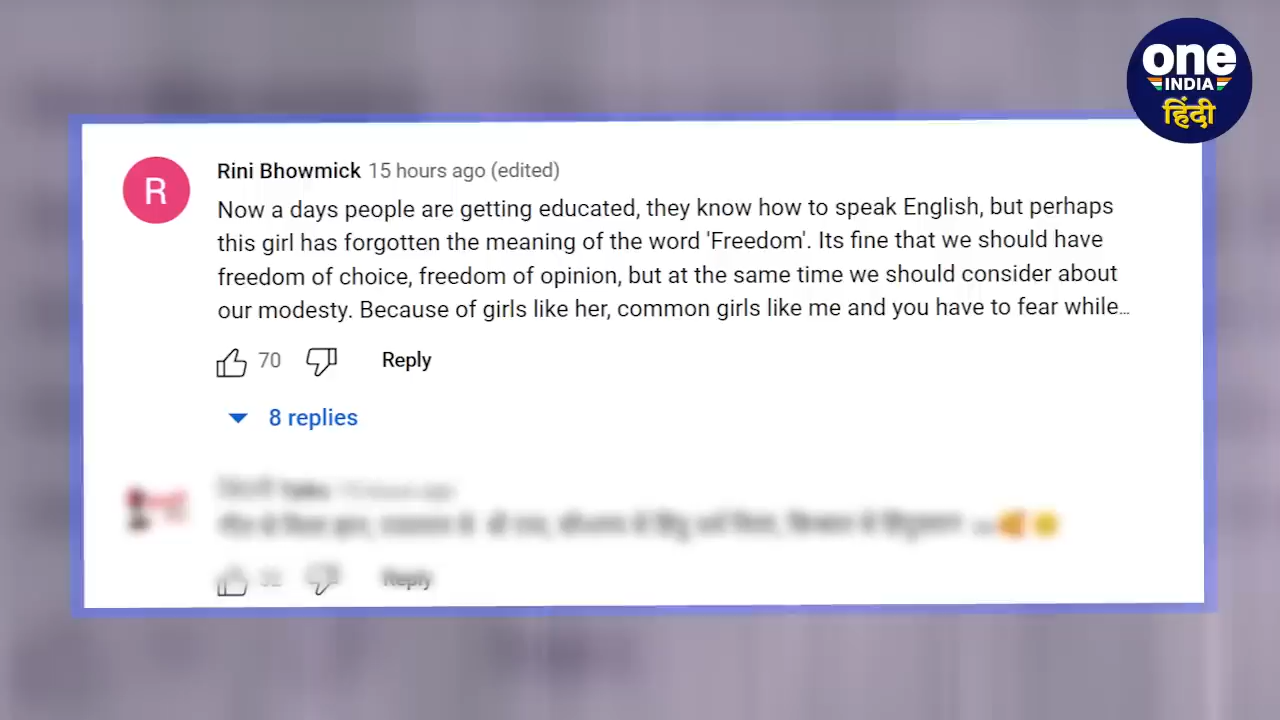 one
INDIA
हिंदी
R
Rini Bhowmick 15 hours ago (edited)
Now a days people are getting educated, they know how to speak English, but perhaps
this girl has forgotten the meaning of the word 'Freedom'. Its fine that we should have
freedom of choice, freedom of opinion, but at the same time we should consider about
our modesty. Because of girls like her, common girls like me and you have to fear while...
70 Reply
8 replies
Reply